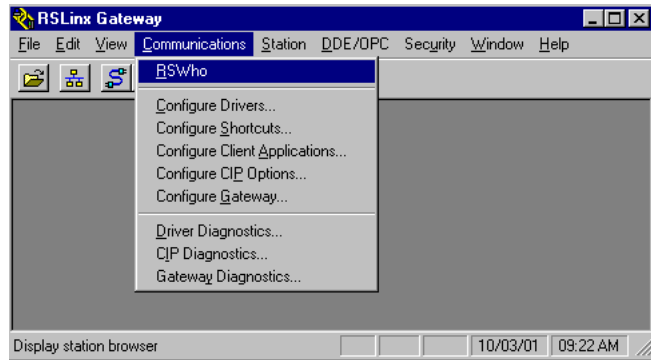 RSLinx Gateway
File Edit View Communications Station DDE/OPC Security Window Help
RSWho
Configure Drivers...
Configure Shortcuts...
Configure Client Applications...
Configure CIP Options...
Configure Gateway...
Driver Diagnostics...
CIP Diagnostics...
Gateway Diagnostics...
Display station browser 10/03/01 09:22 AM